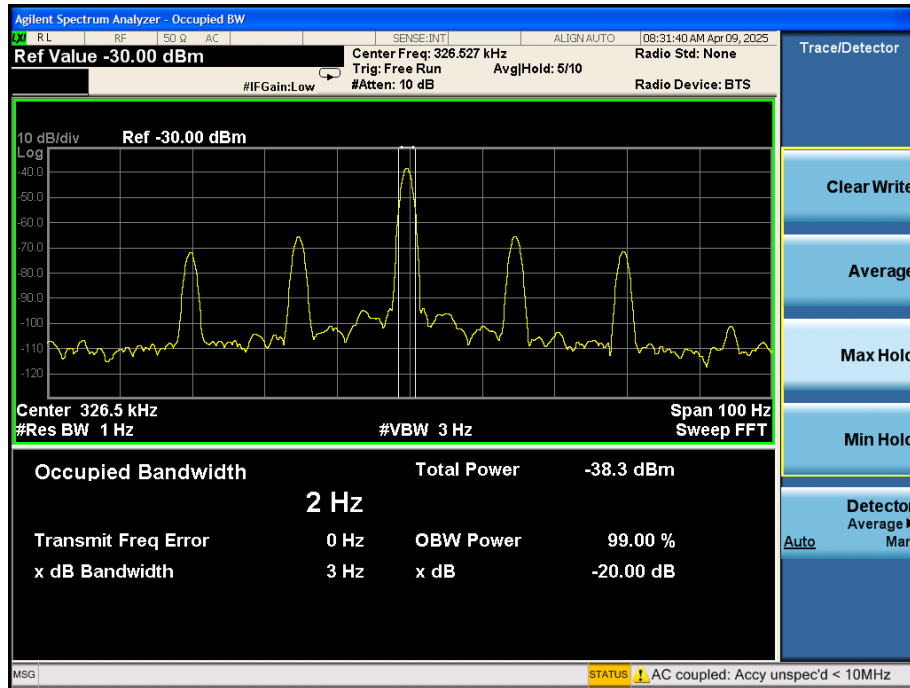 Agilent Spectrum Analyzer - Occupied BW
LXI RL RF 50 Ω AC SENSE:INT ALIGN AUTO 08:31:40 AM Apr 09, 2025
Ref Value -30.00 dBm
Center Freq: 326.527 kHz
Radio Std: None
Trig: Free Run Avg|Hold: 5/10
#IFGain:Low
#Atten: 10 dB
Radio Device: BTS
Trace/Detector
10 dB/div Ref -30.00 dBm
Log
-40.0
-50.0
-60.0
-70.0
-80.0
-90.0
-100
-110
-120
Center 326.5 kHz Span 100 Hz
#Res BW 1 Hz #VBW 3 Hz Sweep FFT
Occupied Bandwidth Total Power -38.3 dBm
2 Hz
Transmit Freq Error 0 Hz OBW Power 99.00 %
x dB Bandwidth 3 Hz x dB -20.00 dB
Clear Write
Average
Max Hold
Min Hold
Detector
Average
Auto Man
MSG STATUS AC coupled: Accy unspec'd < 10MHz